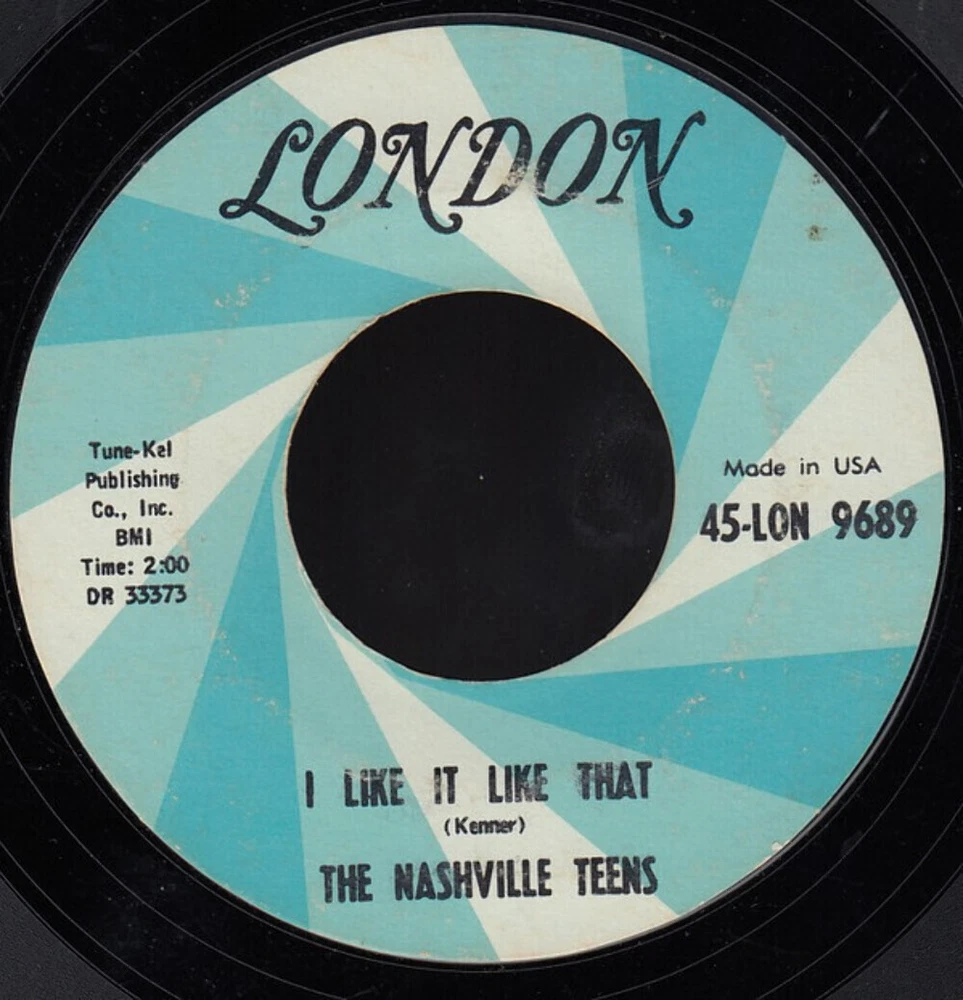 LONDON
Tune-Kel
Publishing
Co., Inc.
BMI
Time: 2:00
DR 33373
Made in USA
45-LON 9689
I LIKE IT LIKE THAT
(Kenner)
THE NASHVILLE TEENS